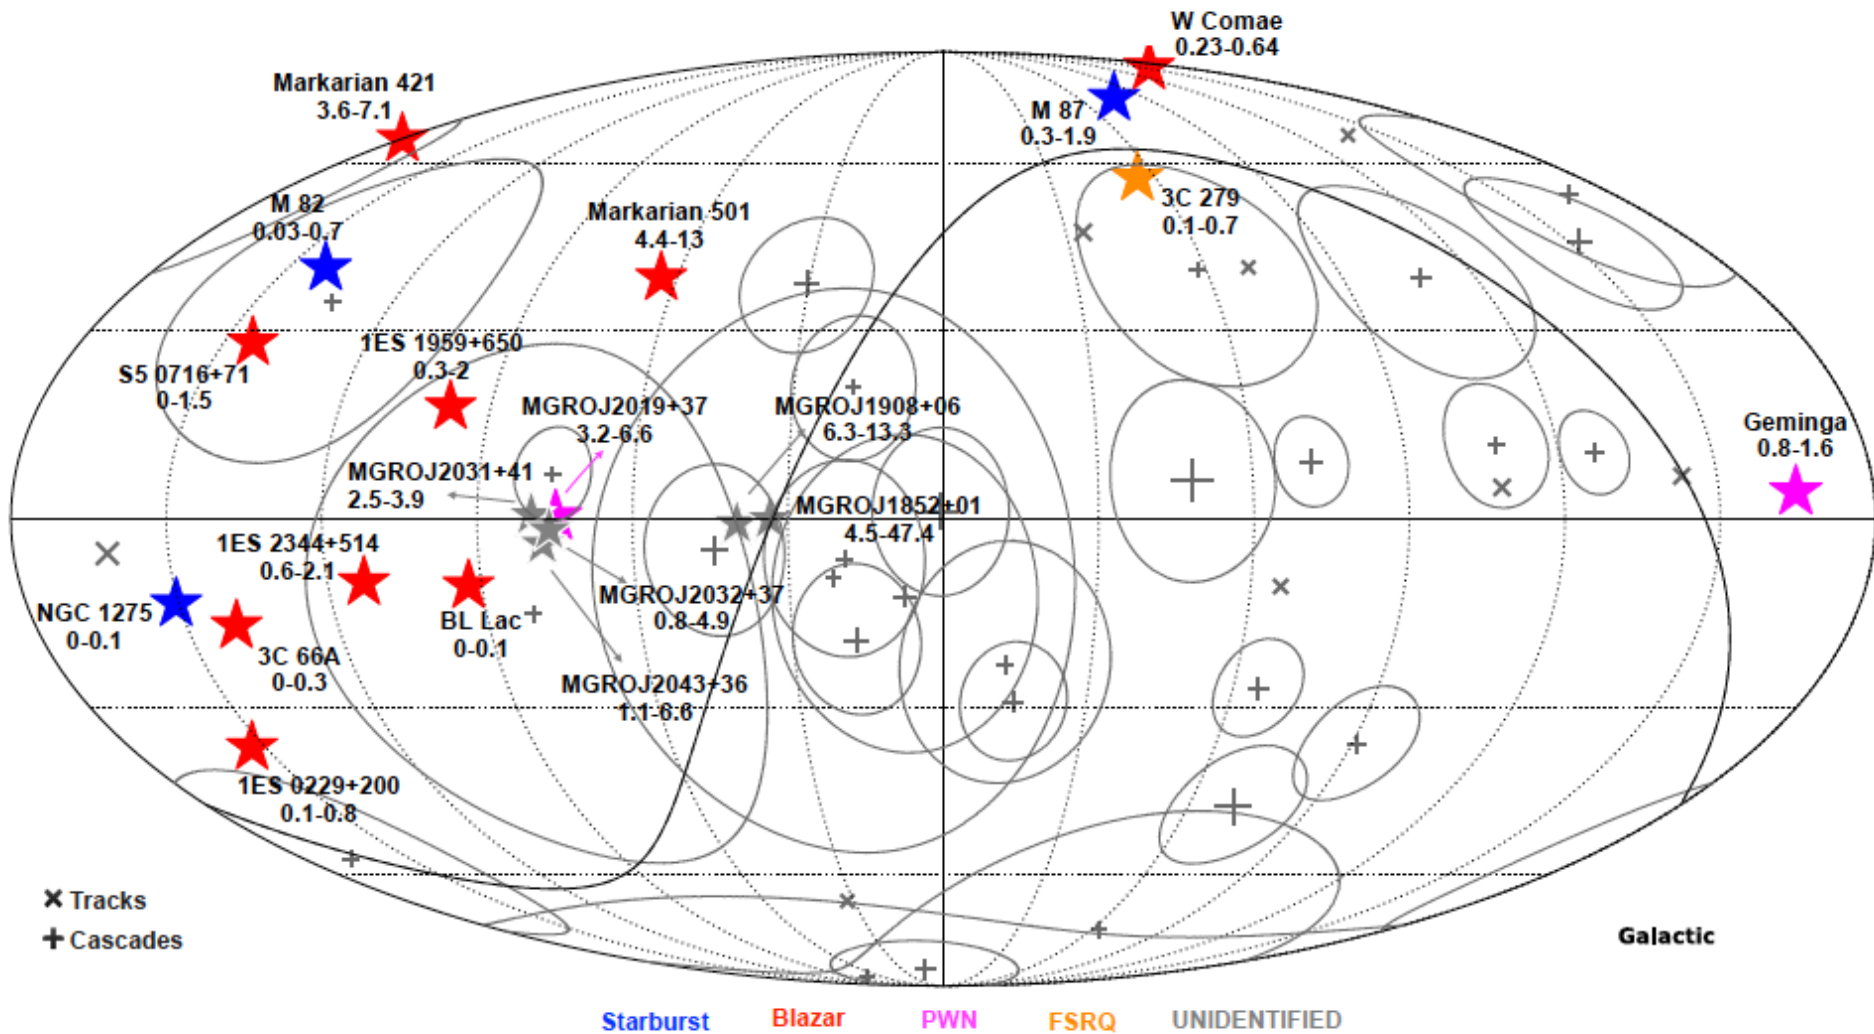 W Comae
0.23-0.64
Markarian 421
3.6-7.1
M 87
0.3-1.9
M 82
0.03-0.7
Markarian 501
4.4-13
3C 279
0.1-0.7
S5 0716+71
0-1.5
1ES 1959+650
0.3-2
MGROJ2019+37
3.2-6.6
MGROJ1908+06
6.3-13.3
Geminga
0.8-1.6
MGROJ2031+41
2.5-3.9
MGROJ1852+01
4.5-47.4
1ES 2344+514
0.6-2.1
NGC 1275
0-0.1
BL Lac
0-0.1
MGROJ2032+37
0.8-4.9
3C 66A
0-0.3
MGROJ2043+36
1.1-6.6
1ES 0229+200
0.1-0.8
Tracks
Cascades
Galactic
Starburst Blazar PWN FSRQ UNIDENTIFIED